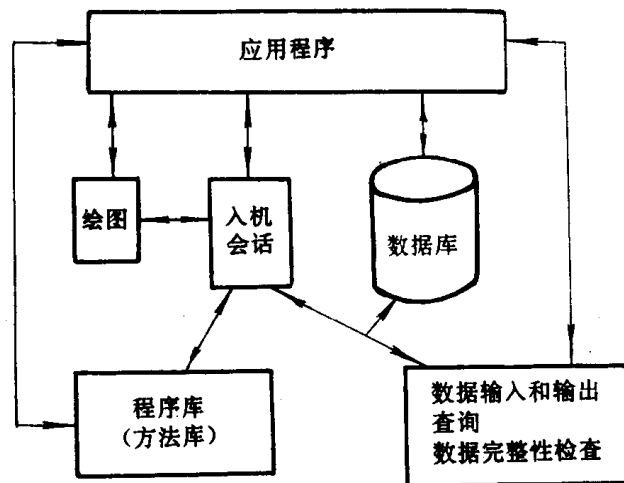 应用程序
绘图
入机
会话
数据库
程序库
（方法库）
数据输入和输出
查询
数据完整性检查